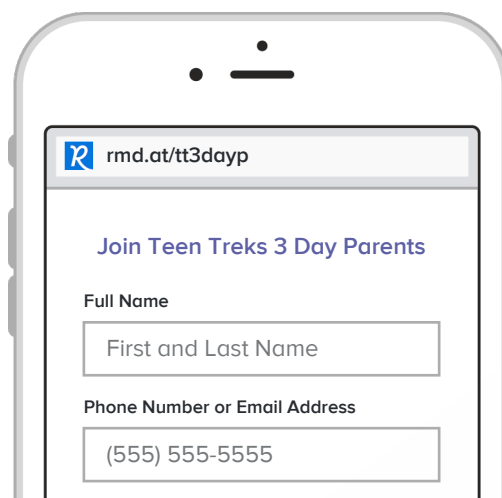 rmd.at/tt3dayp
Join Teen Treks 3 Day Parents
Full Name
First and Last Name
Phone Number or Email Address
(555) 555-5555